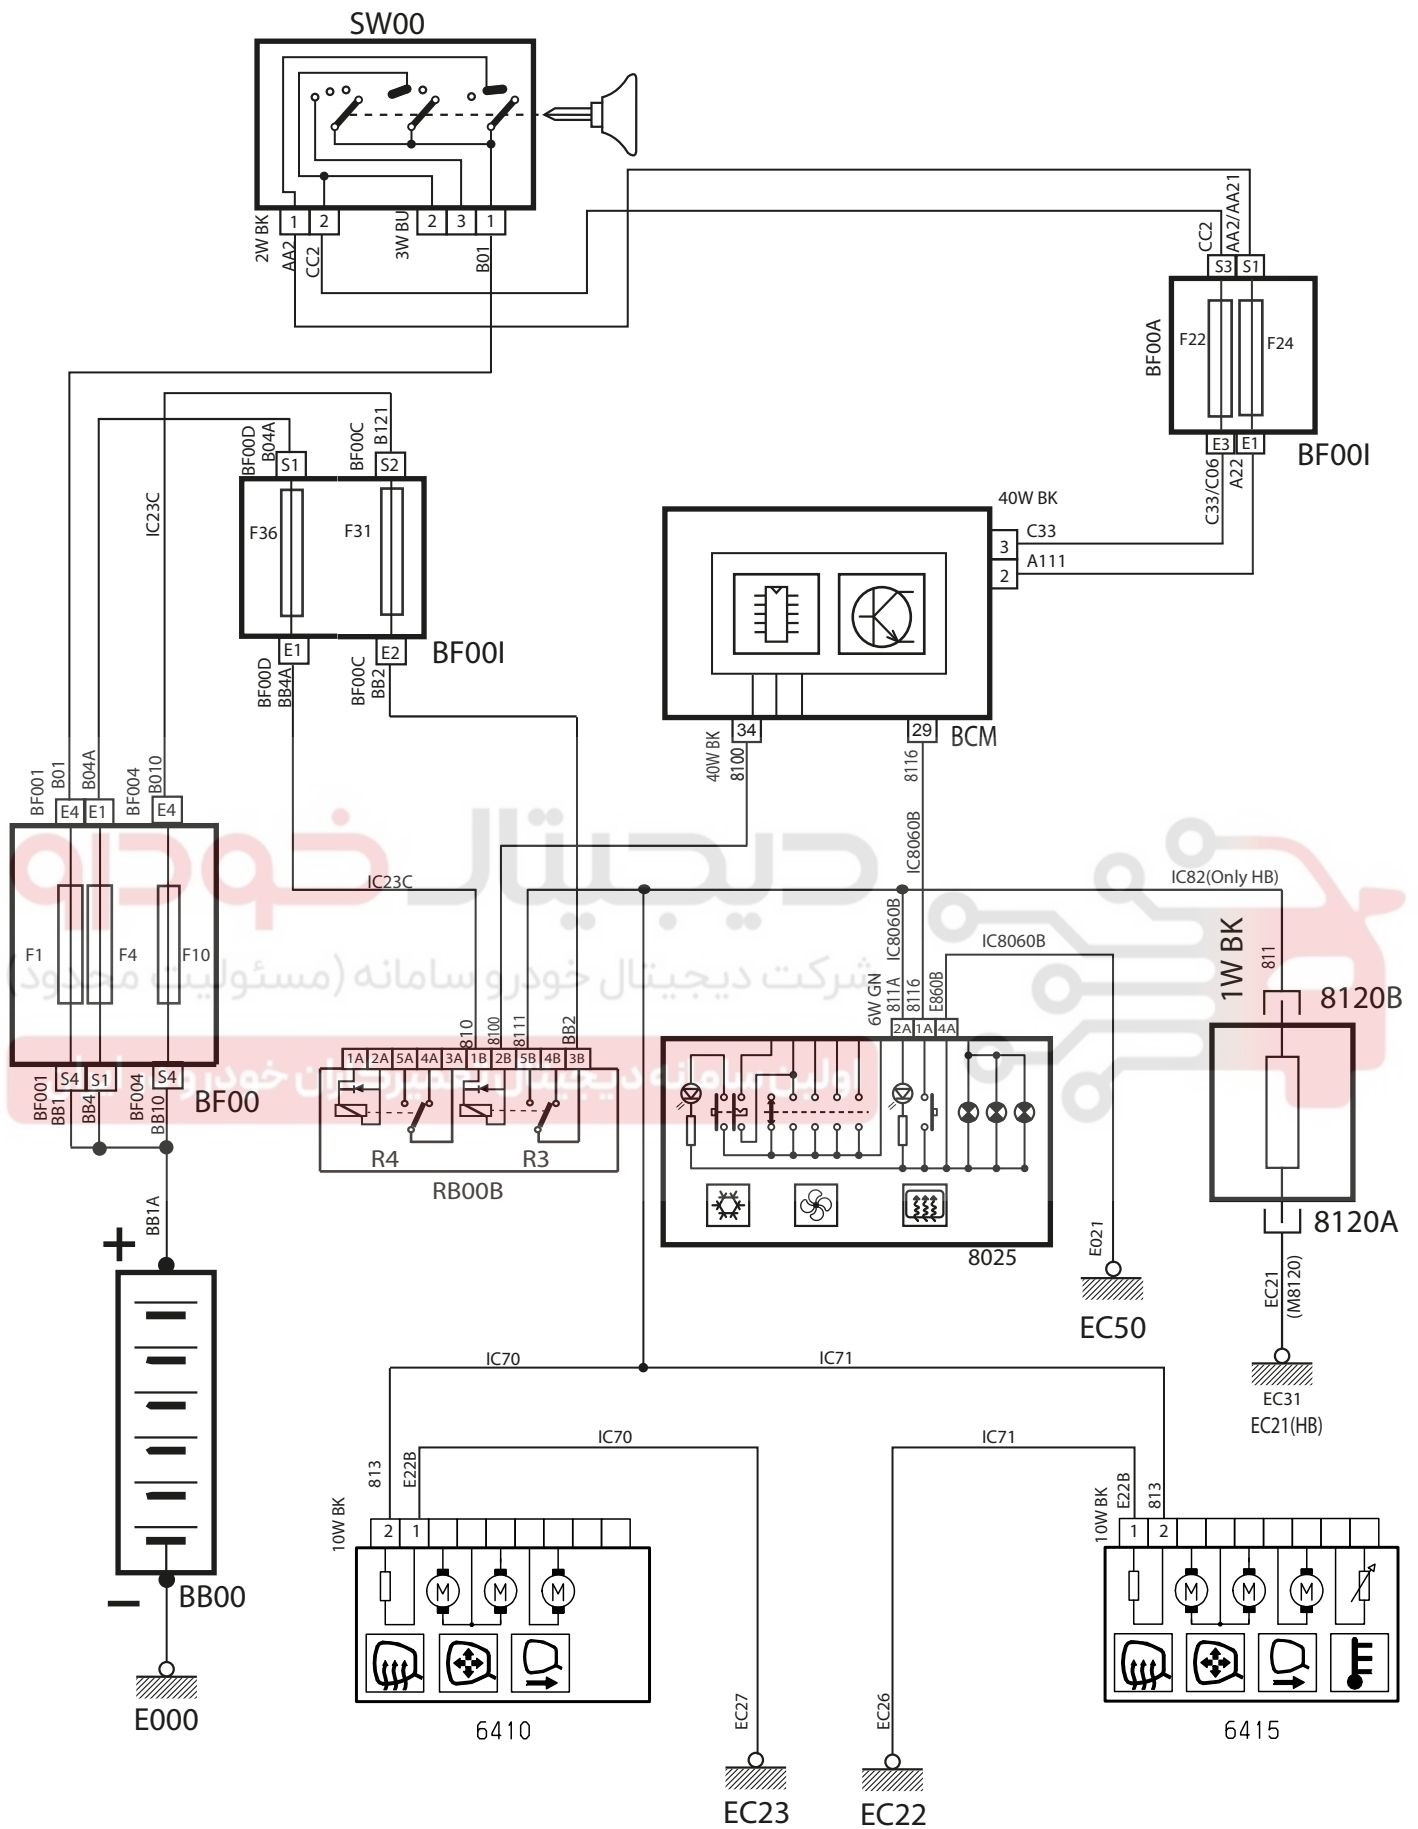 SW00
2W BK
1
2
3W BU
2
3
1
AA2
CC2
B01
CC2
AA2/AA21
S3
S1
BF00A
F22
F24
E3
E1
BF00I
C33/C06
A22
IC23C
BF00D
B04A
BF00C
B121
S1
S2
F36
F31
E1
E2
BF00I
BF00D
BB4A
BF00C
BB2
40W BK
3
C33
2
A111
34
29
BCM
40W BK
8100
8116
BF001
B01
B04A
BF004
B010
E4
E1
E4
F1
F4
F10
S4
S1
S4
BF001
BB1
BB4
BF004
BB10
BF00
دیجیتال خودرو
شرکت دیجیتال خودرو سامانه (مسئولیت محدود)
اولین سامانه دیجیتال تعمیرکاران خودرو در ایران
IC23C
IC8060B
IC82(Only HB)
IC8060B
IC8060B
810
8100
8111
BB2
1A
2A
5A
4A
3A
1B
2B
5B
4B
3B
R4
R3
RB00B
6W GN
811A
8116
E860B
2A
1A
4A
8025
E021
EC50
1W BK
811
8120B
8120A
EC21
(M8120)
EC31
EC21(HB)
BB1A
+
BB00
−
E000
IC70
IC71
IC70
IC71
10W BK
813
E22B
2
1
M
M
M
6410
EC27
EC23
EC26
EC22
10W BK
E22B
813
1
2
M
M
M
6415